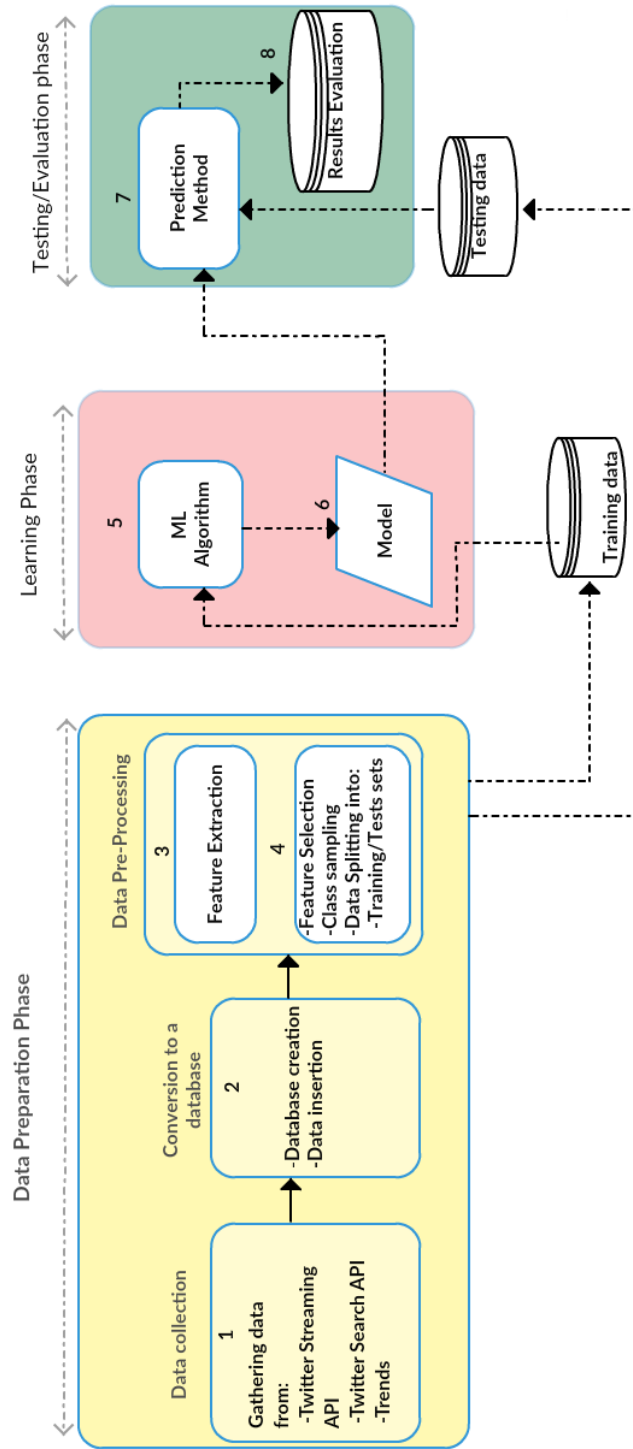 Data Preparation Phase
Data collection
1
Gathering data
from:
-Twitter Streaming
API
-Twitter Search API
-Trends
Conversion to a
database
2
-Database creation
-Data insertion
Data Pre-Processing
3
Feature Extraction
4
-Feature Selection
-Class sampling
-Data Splitting into:
-Training/Tests sets
Learning Phase
5
ML
Algorithm
6
Model
Training data
Testing/Evaluation phase
7
Prediction
Method
8
Results Evaluation
Testing data